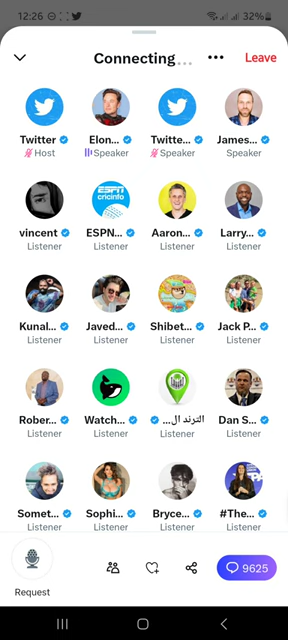 12:26 32%
Connecting... Leave
Twitter Elon... Twitte... James...
Host Speaker Speaker Speaker
ESPN
cricinfo
vincent ESPN... Aaron... Larry...
Listener Listener Listener Listener
Kunal... Javed... Shibet... Jack P...
Listener Listener Listener Listener
Rober... Watch... الترند ال... Dan S...
Listener Listener Listener Listener
Somet... Sophi... Bryce... #The...
Listener Listener Listener Listener
9625
Request